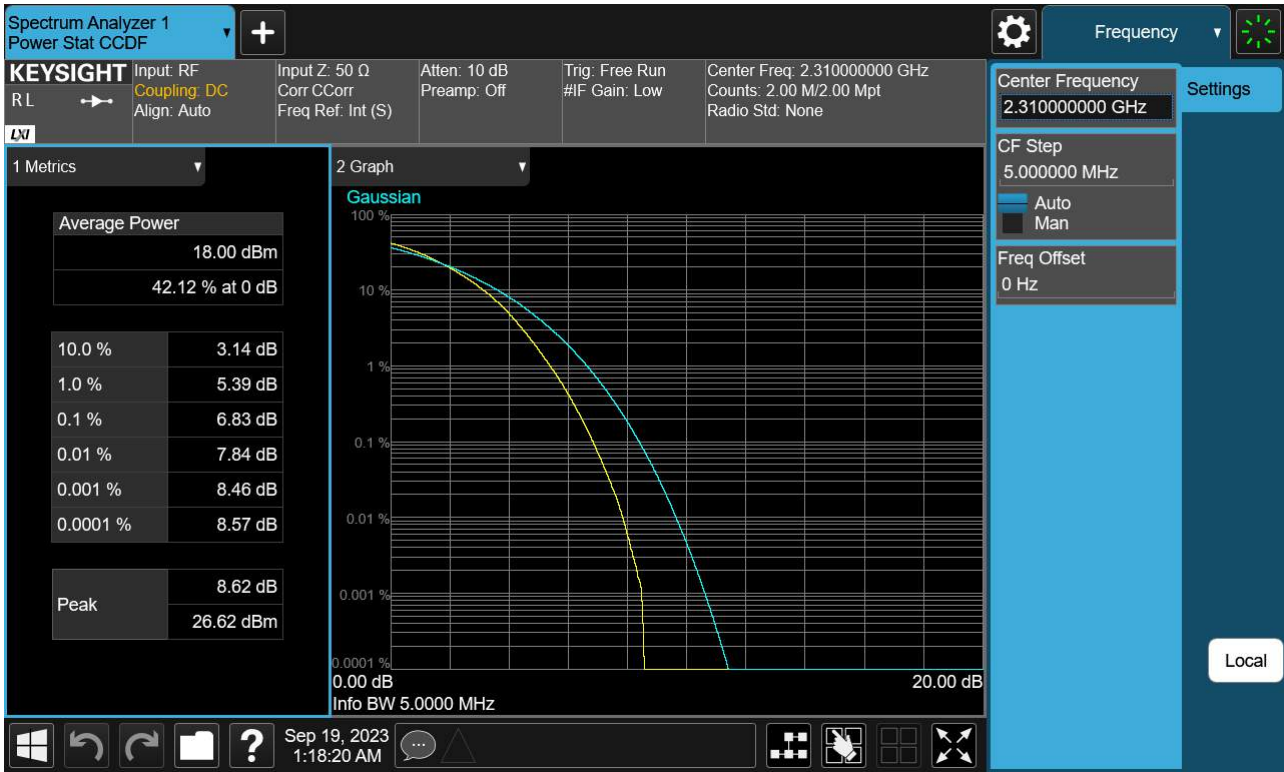 Spectrum Analyzer 1
Power Stat CCDF
Frequency
KEYSIGHT
R L
LXI
Input: RF
Coupling: DC
Align: Auto
Input Z: 50 Ω
Corr CCorr
Freq Ref: Int (S)
Atten: 10 dB
Preamp: Off
Trig: Free Run
#IF Gain: Low
Center Freq: 2.310000000 GHz
Counts: 2.00 M/2.00 Mpt
Radio Std: None
Center Frequency
2.310000000 GHz
Settings
CF Step
5.000000 MHz
Auto
Man
Freq Offset
0 Hz
1 Metrics
Average Power
18.00 dBm
42.12 % at 0 dB
10.0 % 3.14 dB
1.0 % 5.39 dB
0.1 % 6.83 dB
0.01 % 7.84 dB
0.001 % 8.46 dB
0.0001 % 8.57 dB
Peak
8.62 dB
26.62 dBm
2 Graph
Gaussian
100 %
10 %
1 %
0.1 %
0.01 %
0.001 %
0.0001 %
0.00 dB 20.00 dB
Info BW 5.0000 MHz
Local
?
Sep 19, 2023
1:18:20 AM